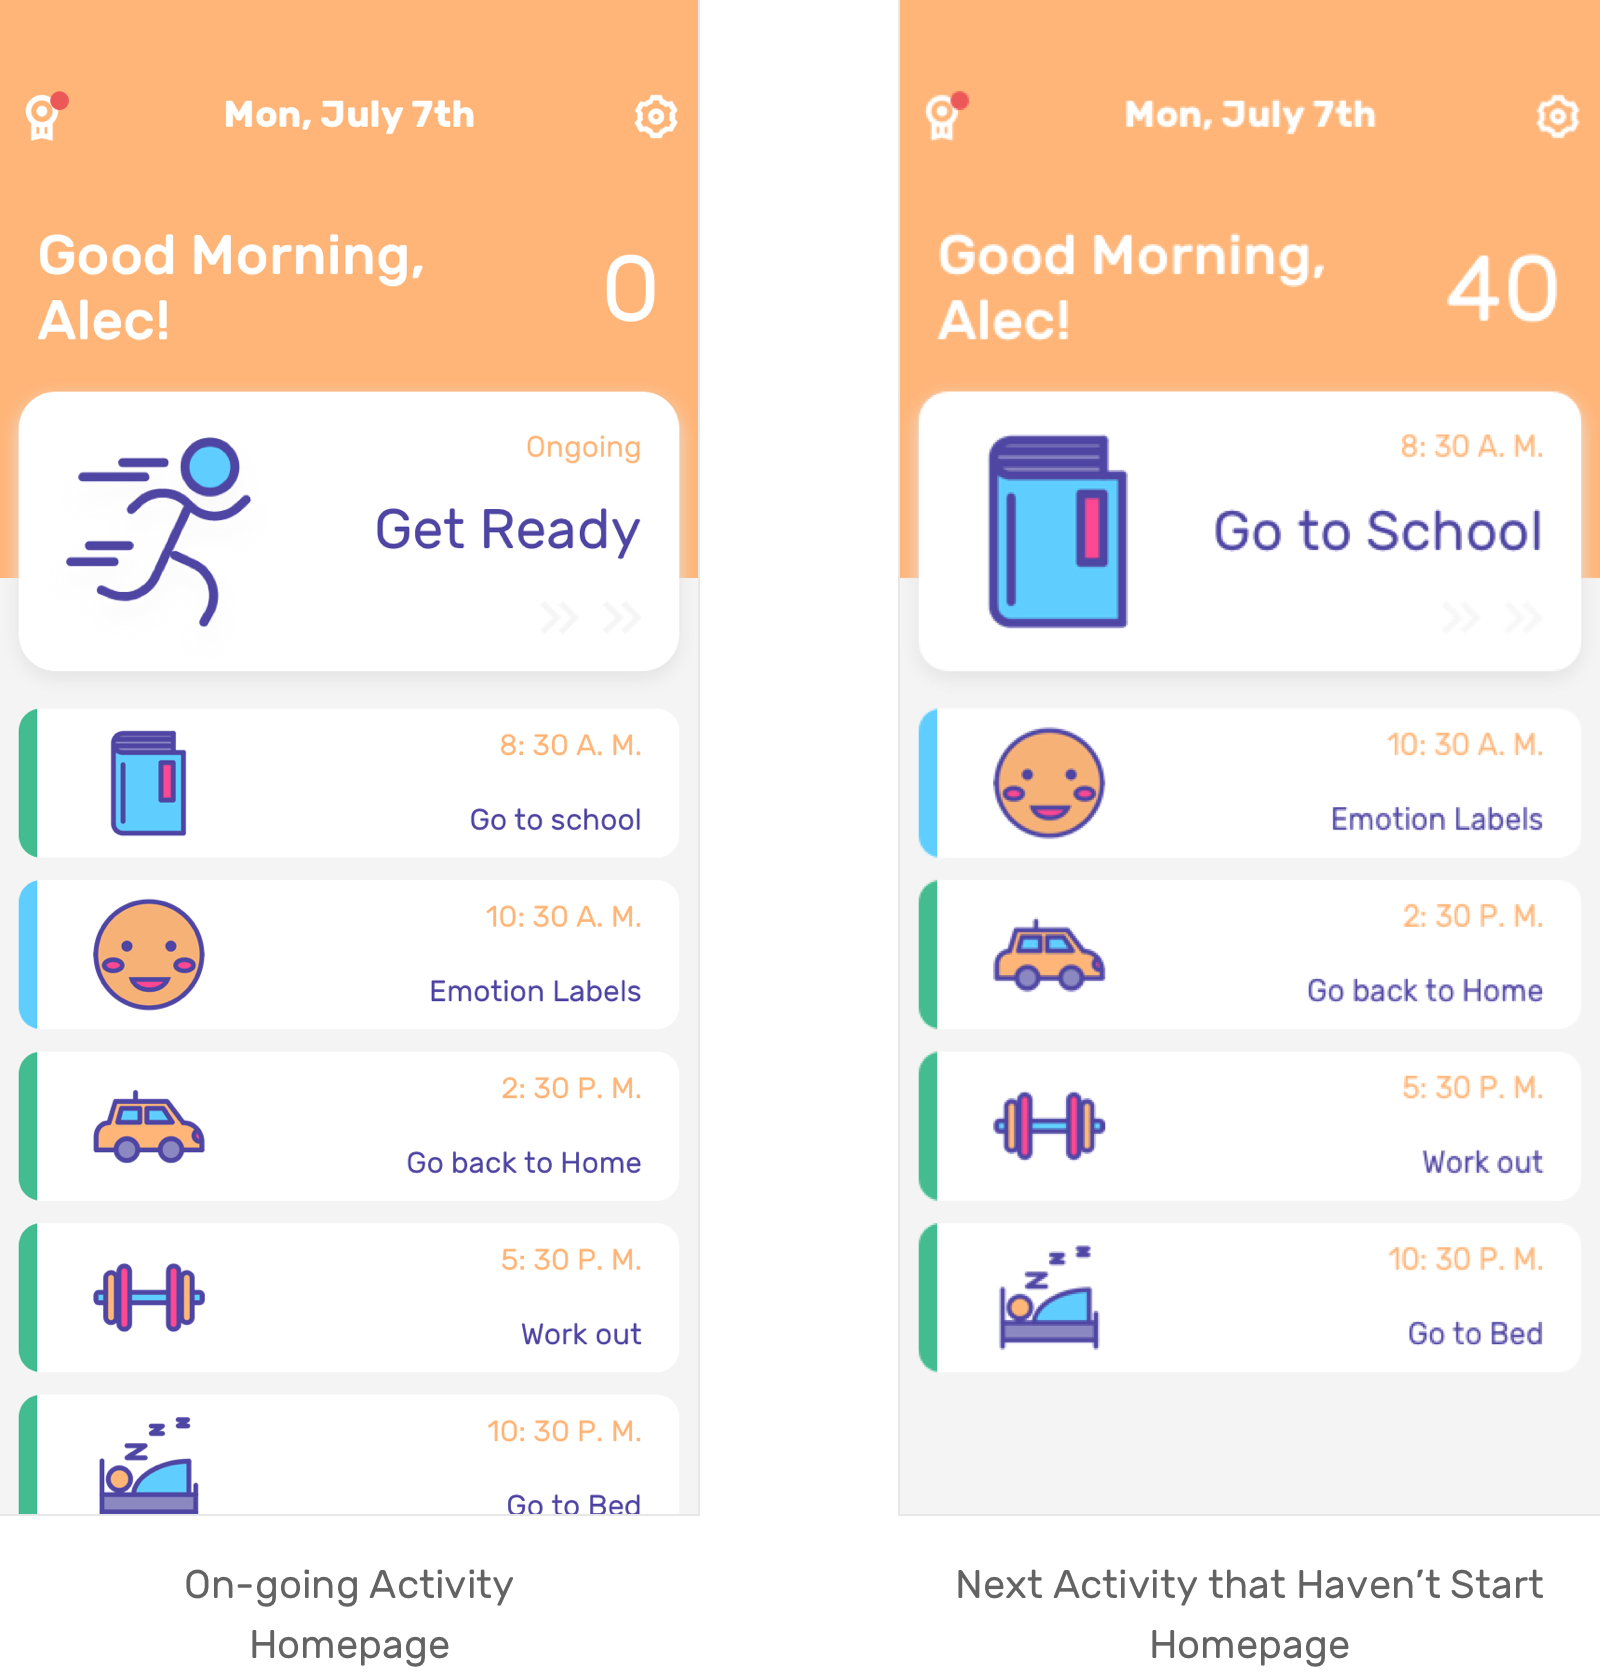 Mon, July 7th
Good Morning,
Alec!
0
Ongoing
Get Ready
8: 30 A. M.
Go to school
10: 30 A. M.
Emotion Labels
2: 30 P. M.
Go back to Home
5: 30 P. M.
Work out
10: 30 P. M.
Go to Bed
On-going Activity
Homepage
Mon, July 7th
Good Morning,
Alec!
40
8: 30 A. M.
Go to School
10: 30 A. M.
Emotion Labels
2: 30 P. M.
Go back to Home
5: 30 P. M.
Work out
10: 30 P. M.
Go to Bed
Next Activity that Haven't Start
Homepage